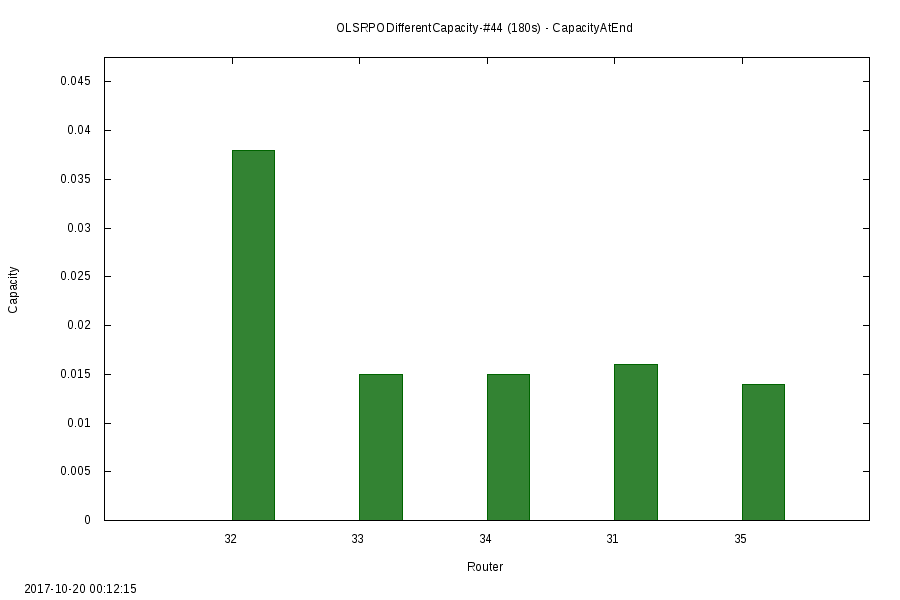 OLSRPODifferentCapacity-#44 (180s) - CapacityAtEnd
0.045
0.04
0.035
0.03
0.025
0.02
0.015
0.01
0.005
0
Capacity
32 33 34 31 35
Router
2017-10-20 00:12:15